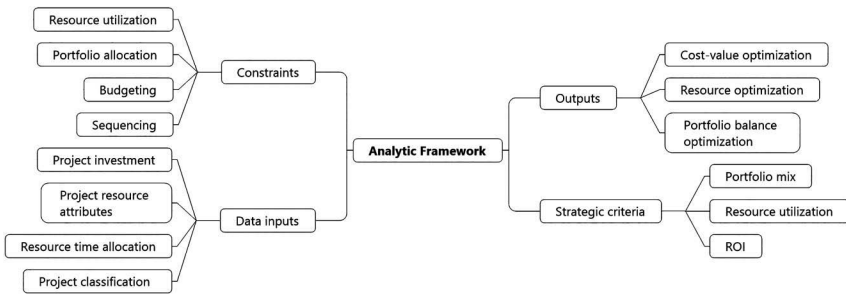 Resource utilization
Portfolio allocation
Budgeting
Sequencing
Constraints
Project investment
Project resource
attributes
Resource time allocation
Project classification
Data inputs
Analytic Framework
Outputs
Cost-value optimization
Resource optimization
Portfolio balance
optimization
Strategic criteria
Portfolio mix
Resource utilization
ROI